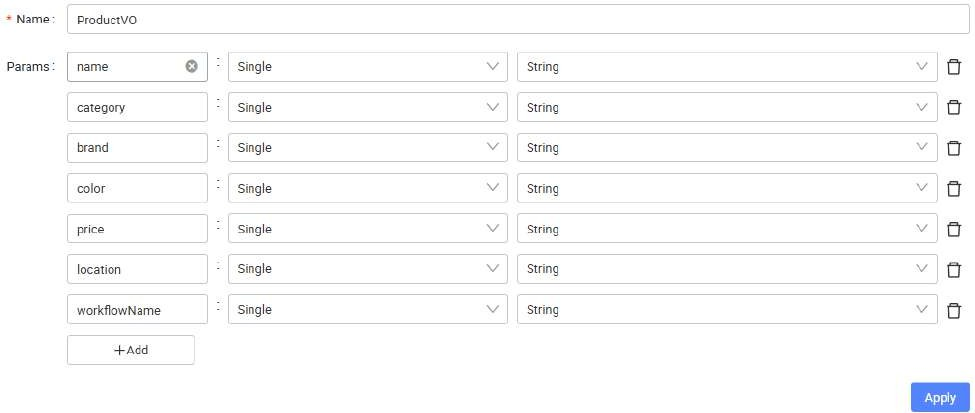 * Name: ProductVO
Params: name : Single String
category : Single String
brand : Single String
color : Single String
price : Single String
location : Single String
workflowName : Single String
+Add
Apply